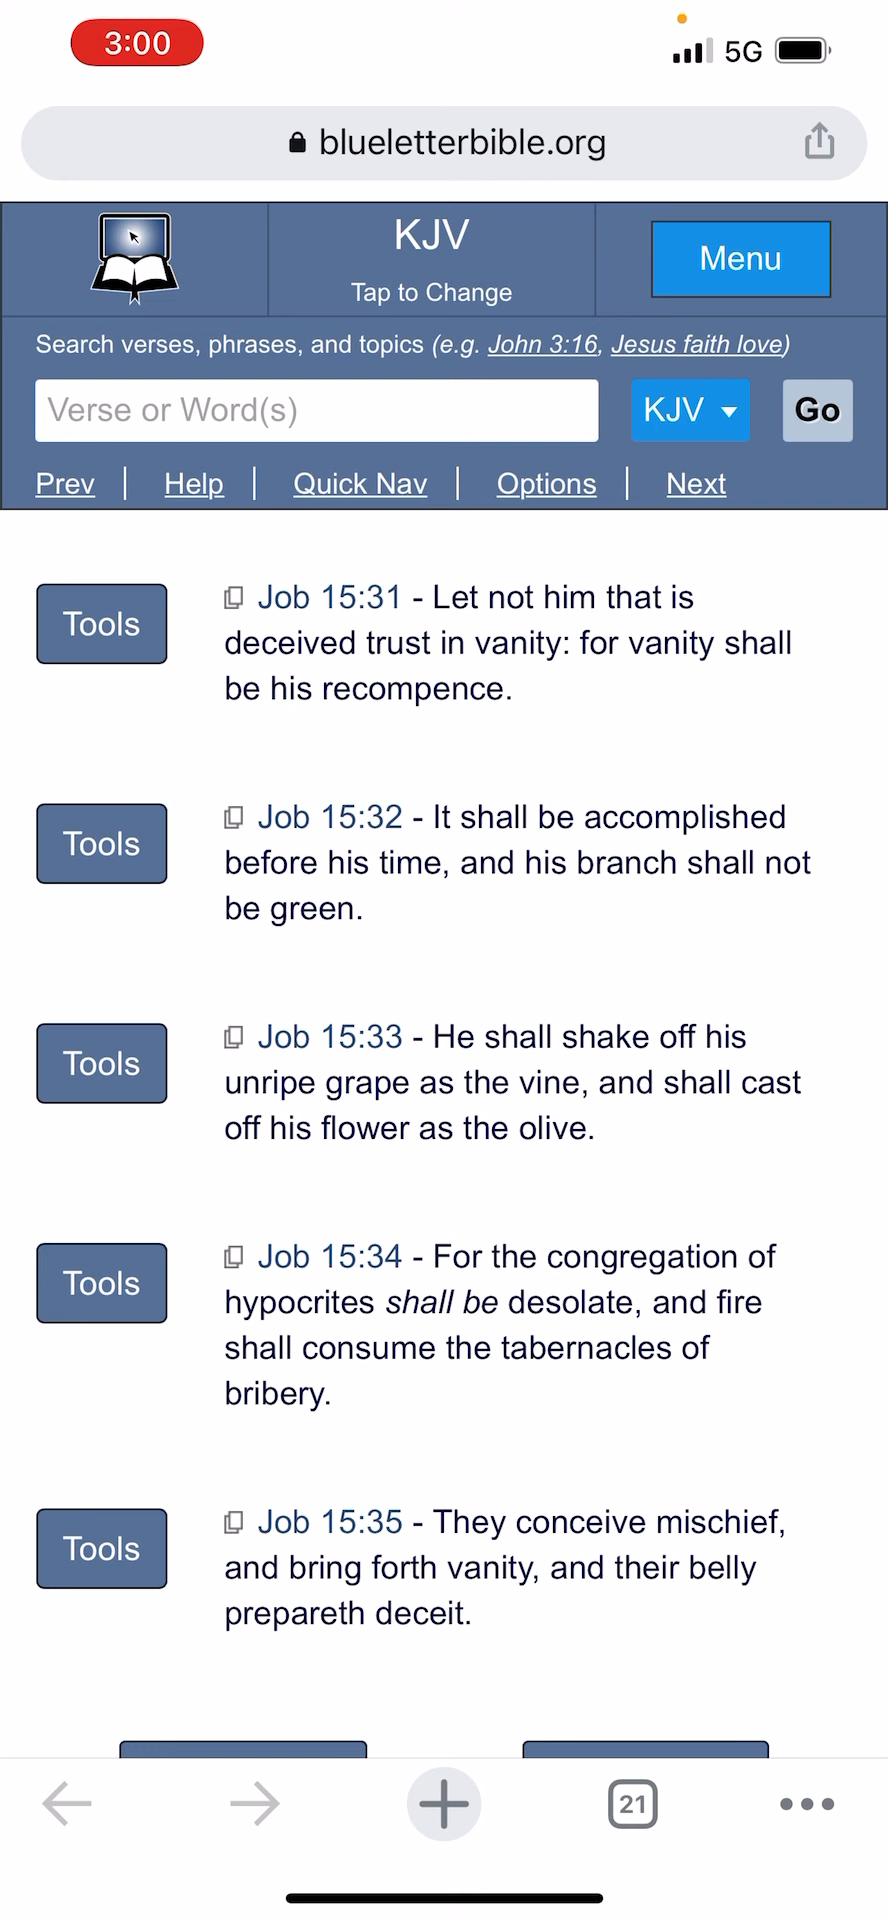 3:00
5G
blueletterbible.org
KJV
Tap to Change
Menu
Search verses, phrases, and topics (e.g. John 3:16, Jesus faith love)
Verse or Word(s)
KJV
Go
Prev | Help | Quick Nav | Options | Next
Tools
Job 15:31 - Let not him that is
deceived trust in vanity: for vanity shall
be his recompence.
Tools
Job 15:32 - It shall be accomplished
before his time, and his branch shall not
be green.
Tools
Job 15:33 - He shall shake off his
unripe grape as the vine, and shall cast
off his flower as the olive.
Tools
Job 15:34 - For the congregation of
hypocrites shall be desolate, and fire
shall consume the tabernacles of
bribery.
Tools
Job 15:35 - They conceive mischief,
and bring forth vanity, and their belly
prepareth deceit.
21